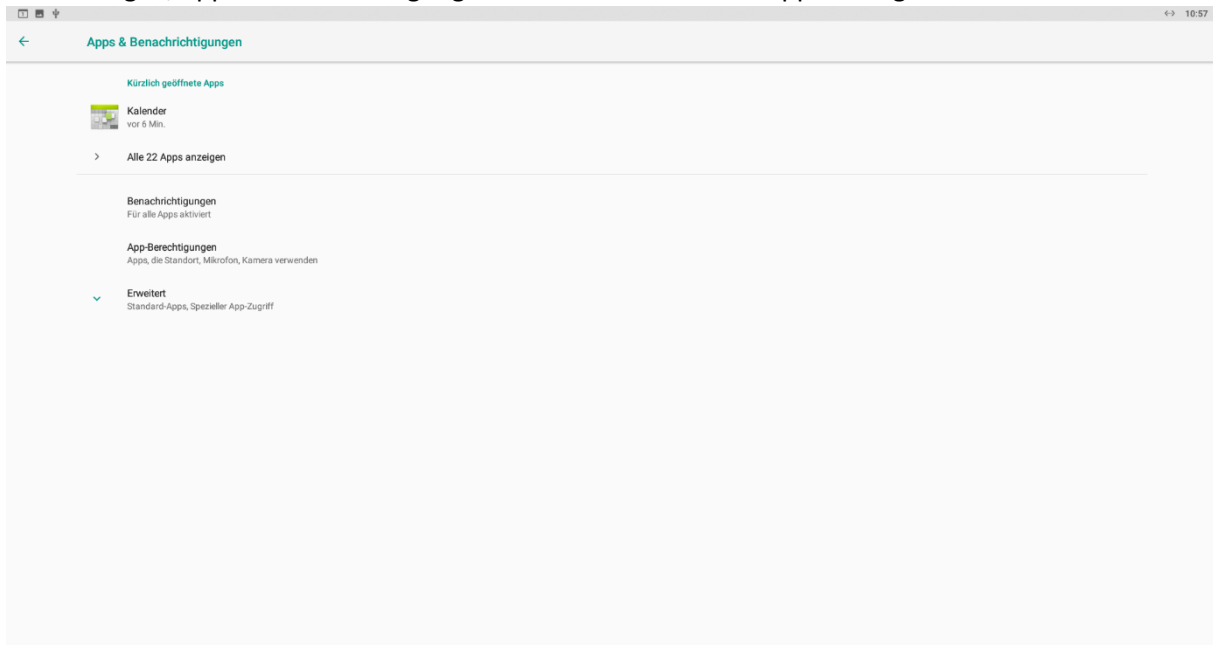 10:57
Apps & Benachrichtigungen
Kürzlich geöffnete Apps
Kalender
vor 6 Min.
Alle 22 Apps anzeigen
Benachrichtigungen
Für alle Apps aktiviert
App-Berechtigungen
Apps, die Standort, Mikrofon, Kamera verwenden
Erweitert
Standard-Apps, Spezieller App-Zugriff